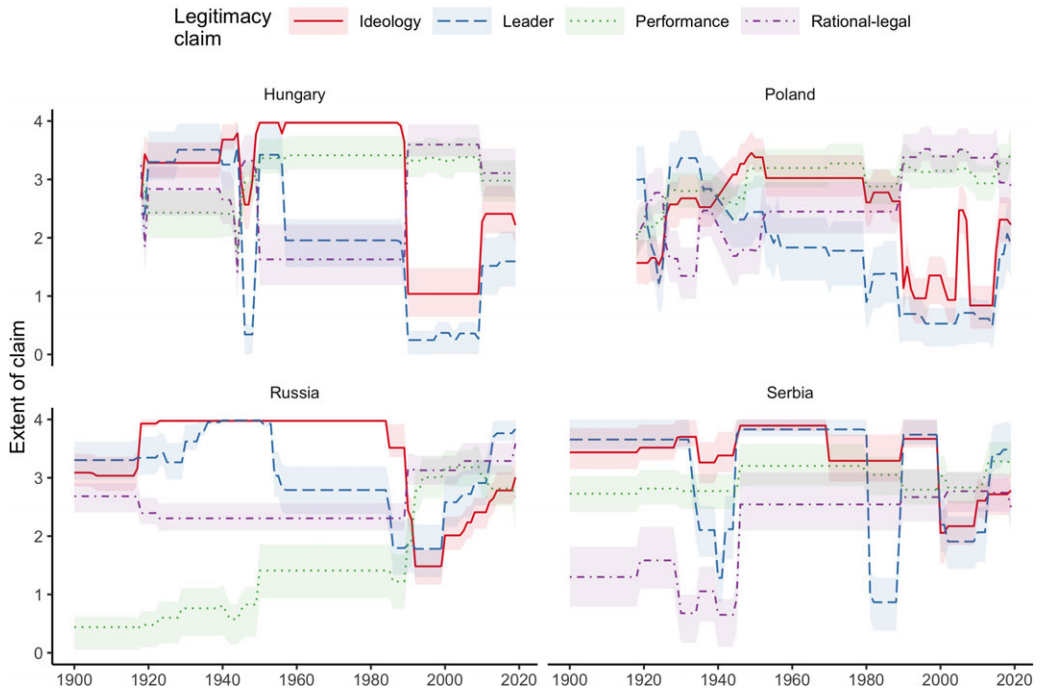 Legitimacy
claim
Ideology Leader Performance Rational-legal
Hungary Poland
4
3
2
1
0
Extent of claim
Russia Serbia
4
3
2
1
0
1900 1920 1940 1960 1980 2000 2020 1900 1920 1940 1960 1980 2000 2020